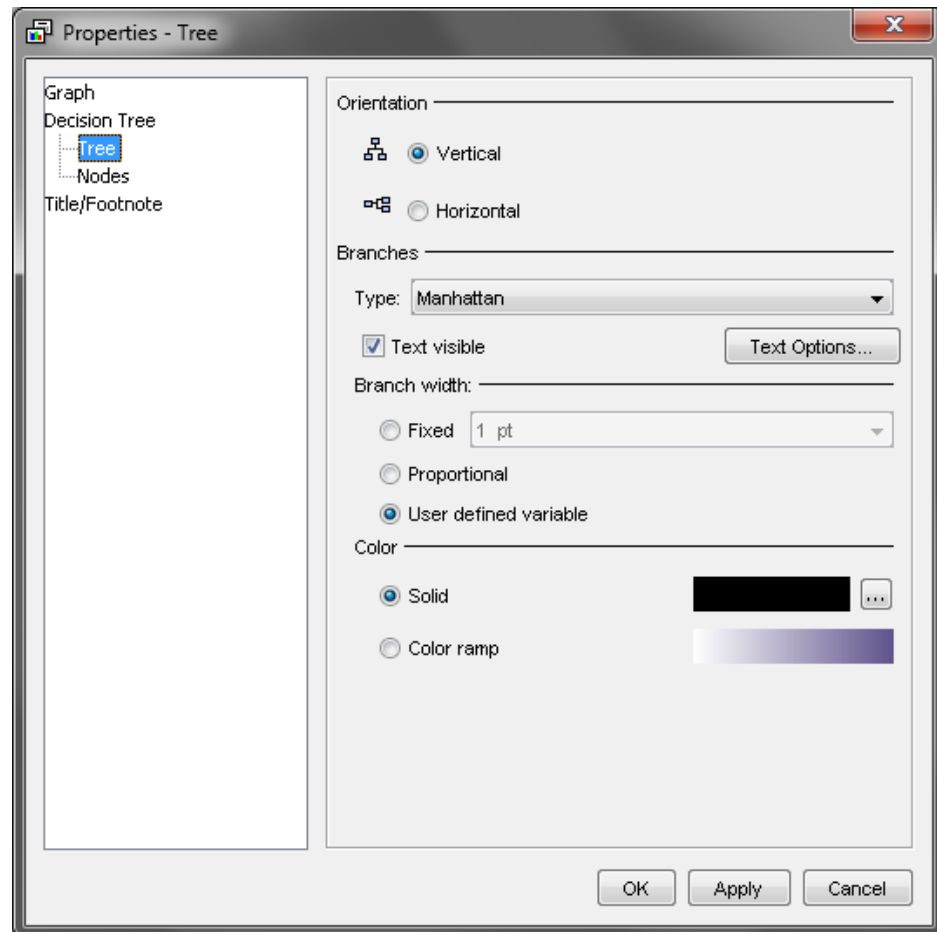 Properties - Tree
Graph
Decision Tree
Tree
Nodes
Title/Footnote
Orientation
Vertical
Horizontal
Branches
Type: Manhattan
Text visible Text Options...
Branch width:
Fixed 1 pt
Proportional
User defined variable
Color
Solid ...
Color ramp
OK Apply Cancel